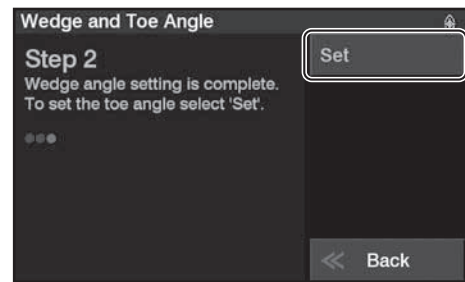 Wedge and Toe Angle
Step 2
Wedge angle setting is complete.
To set the toe angle select 'Set'.
Set
Back